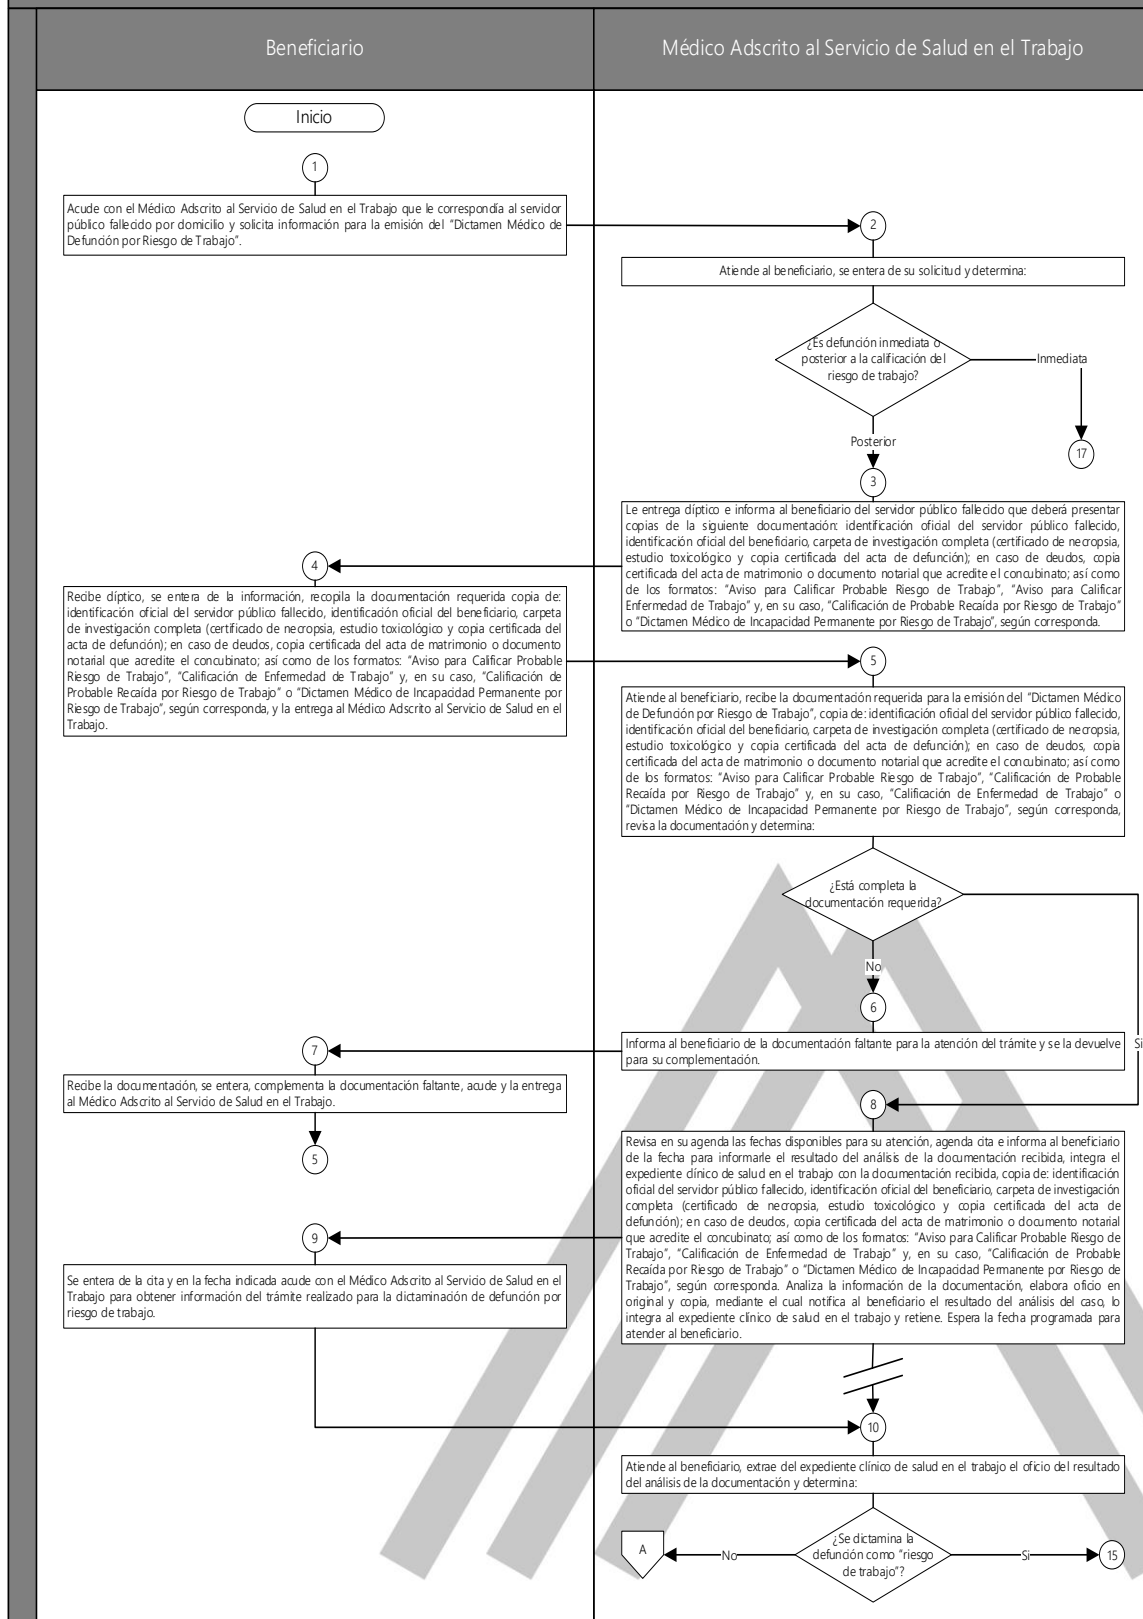 Beneficiario
Médico Adscrito al Servicio de Salud en el Trabajo
Inicio
1
Acude con el Médico Adscrito al Servicio de Salud en el Trabajo que le correspondía al servidor
público fallecido por domicilio y solicita información para la emisión del “Dictamen Médico de
Defunción por Riesgo de Trabajo”.
2
Atiende al beneficiario, se entera de su solicitud y determina:
¿Es defunción inmediata o
posterior a la calificación del
riesgo de trabajo?
Inmediata
17
Posterior
3
Le entrega díptico e informa al beneficiario del servidor público fallecido que deberá presentar
copias de la siguiente documentación: identificación oficial del servidor público fallecido,
identificación oficial del beneficiario, carpeta de investigación completa (certificado de necropsia,
estudio toxicológico y copia certificada del acta de defunción); en caso de deudos, copia
certificada del acta de matrimonio o documento notarial que acredite el concubinato; así como
de los formatos: “Aviso para Calificar Probable Riesgo de Trabajo”, “Aviso para Calificar
Enfermedad de Trabajo” y, en su caso, “Calificación de Probable Recaída por Riesgo de Trabajo”
o “Dictamen Médico de Incapacidad Permanente por Riesgo de Trabajo”, según corresponda.
4
Recibe díptico, se entera de la información, recopila la documentación requerida copia de:
identificación oficial del servidor público fallecido, identificación oficial del beneficiario, carpeta
de investigación completa (certificado de necropsia, estudio toxicológico y copia certificada del
acta de defunción); en caso de deudos, copia certificada del acta de matrimonio o documento
notarial que acredite el concubinato; así como de los formatos: “Aviso para Calificar Probable
Riesgo de Trabajo”, “Calificación de Enfermedad de Trabajo” y, en su caso, “Calificación de
Probable Recaída por Riesgo de Trabajo” o “Dictamen Médico de Incapacidad Permanente por
Riesgo de Trabajo”, según corresponda, y la entrega al Médico Adscrito al Servicio de Salud en el
Trabajo.
5
Atiende al beneficiario, recibe la documentación requerida para la emisión del “Dictamen Médico
de Defunción por Riesgo de Trabajo”, copia de: identificación oficial del servidor público fallecido,
identificación oficial del beneficiario, carpeta de investigación completa (certificado de necropsia,
estudio toxicológico y copia certificada del acta de defunción); en caso de deudos, copia
certificada del acta de matrimonio o documento notarial que acredite el concubinato; así como
de los formatos: “Aviso para Calificar Probable Riesgo de Trabajo”, “Calificación de Probable
Recaída por Riesgo de Trabajo” y, en su caso, “Calificación de Enfermedad de Trabajo” o
“Dictamen Médico de Incapacidad Permanente por Riesgo de Trabajo”, según corresponda,
revisa la documentación y determina:
¿Está completa la
documentación requerida?
No
6
Informa al beneficiario de la documentación faltante para la atención del trámite y se la devuelve
para su complementación.
Si
7
Recibe la documentación, se entera, complementa la documentación faltante, acude y la entrega
al Médico Adscrito al Servicio de Salud en el Trabajo.
5
8
Revisa en su agenda las fechas disponibles para su atención, agenda cita e informa al beneficiario
de la fecha para informarle el resultado del análisis de la documentación recibida, integra el
expediente clínico de salud en el trabajo con la documentación recibida, copia de: identificación
oficial del servidor público fallecido, identificación oficial del beneficiario, carpeta de investigación
completa (certificado de necropsia, estudio toxicológico y copia certificada del acta de
defunción); en caso de deudos, copia certificada del acta de matrimonio o documento notarial
que acredite el concubinato; así como de los formatos: “Aviso para Calificar Probable Riesgo de
Trabajo”, “Calificación de Enfermedad de Trabajo” y, en su caso, “Calificación de Probable
Recaída por Riesgo de Trabajo” o “Dictamen Médico de Incapacidad Permanente por Riesgo de
Trabajo”, según corresponda. Analiza la información de la documentación, elabora oficio en
original y copia, mediante el cual notifica al beneficiario el resultado del análisis del caso, lo
integra al expediente clínico de salud en el trabajo y retiene. Espera la fecha programada para
atender al beneficiario.
9
Se entera de la cita y en la fecha indicada acude con el Médico Adscrito al Servicio de Salud en el
Trabajo para obtener información del trámite realizado para la dictaminación de defunción por
riesgo de trabajo.
10
Atiende al beneficiario, extrae del expediente clínico de salud en el trabajo el oficio del resultado
del análisis de la documentación y determina:
¿Se dictamina la
defunción como “riesgo
de trabajo”?
No
A
Si
15